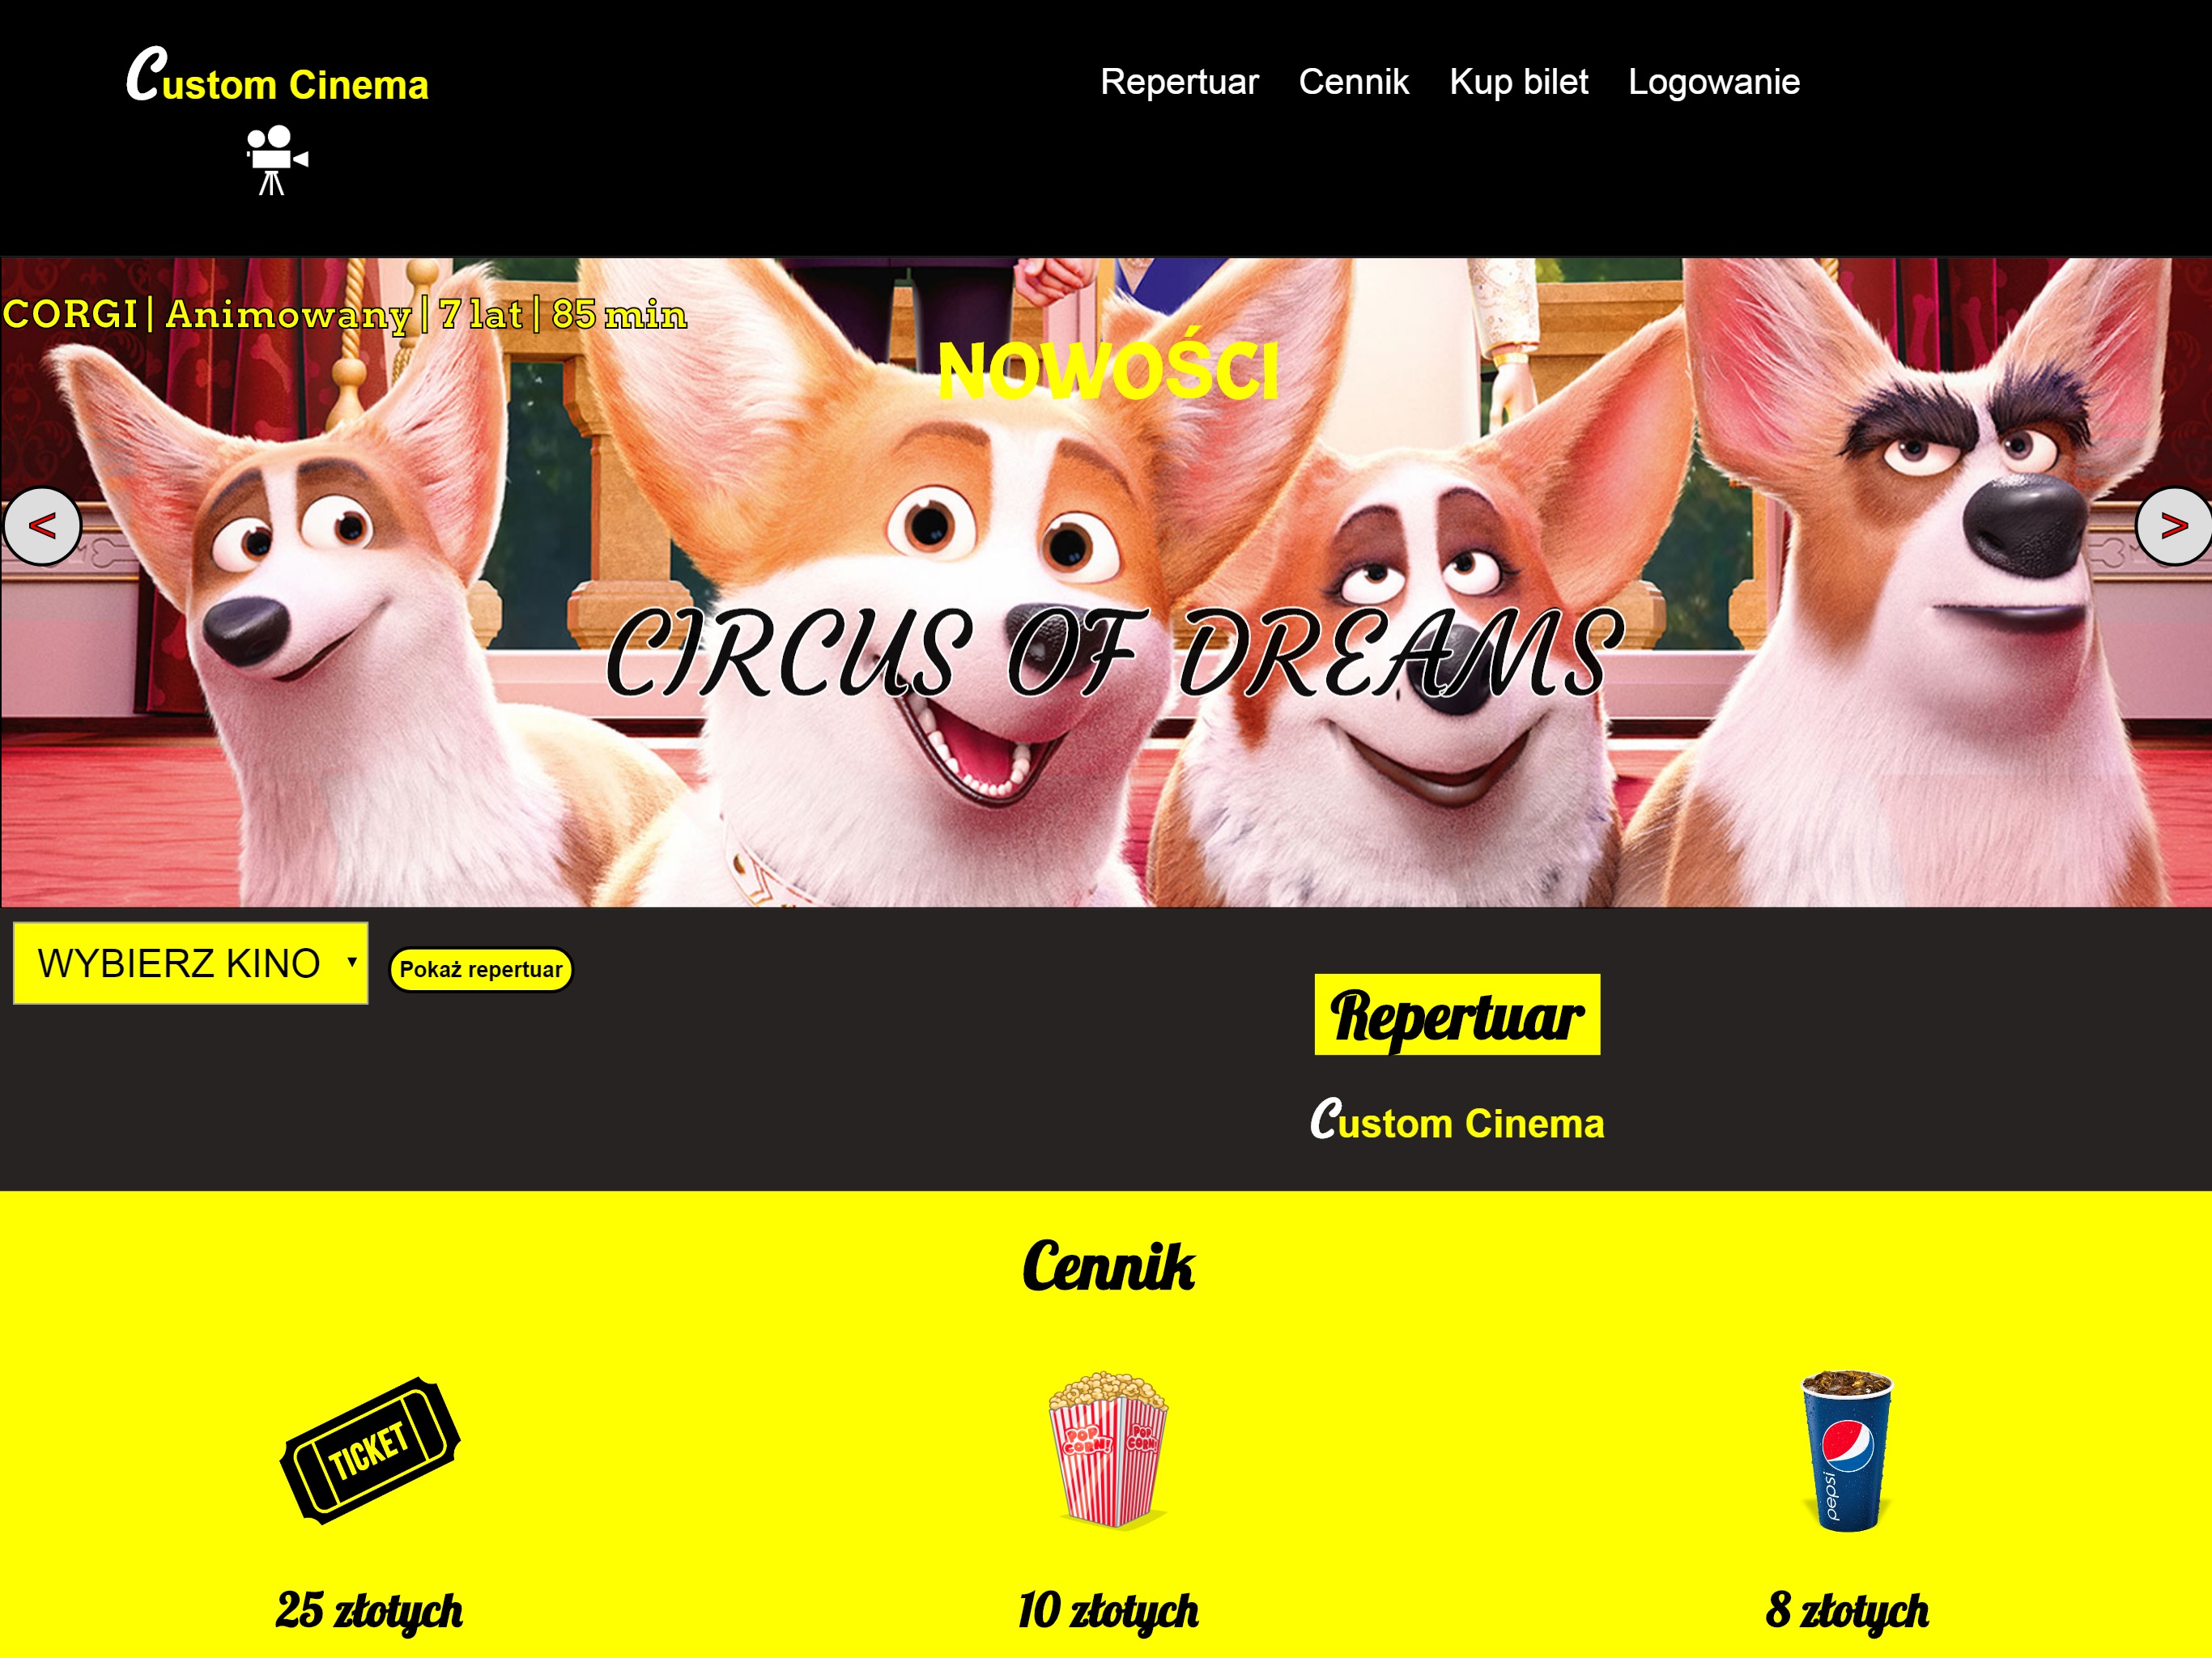 Custom Cinema
Repertuar Cennik Kup bilet Logowanie
CORGI | Animowany | 7 lat | 85 min
NOWOŚCI
<
>
CIRCUS OF DREAMS
WYBIERZ KINO
Pokaż repertuar
Repertuar
Custom Cinema
Cennik
TICKET
POP CORN!
POP CORN!
pepsi
25 złotych
10 złotych
8 złotych